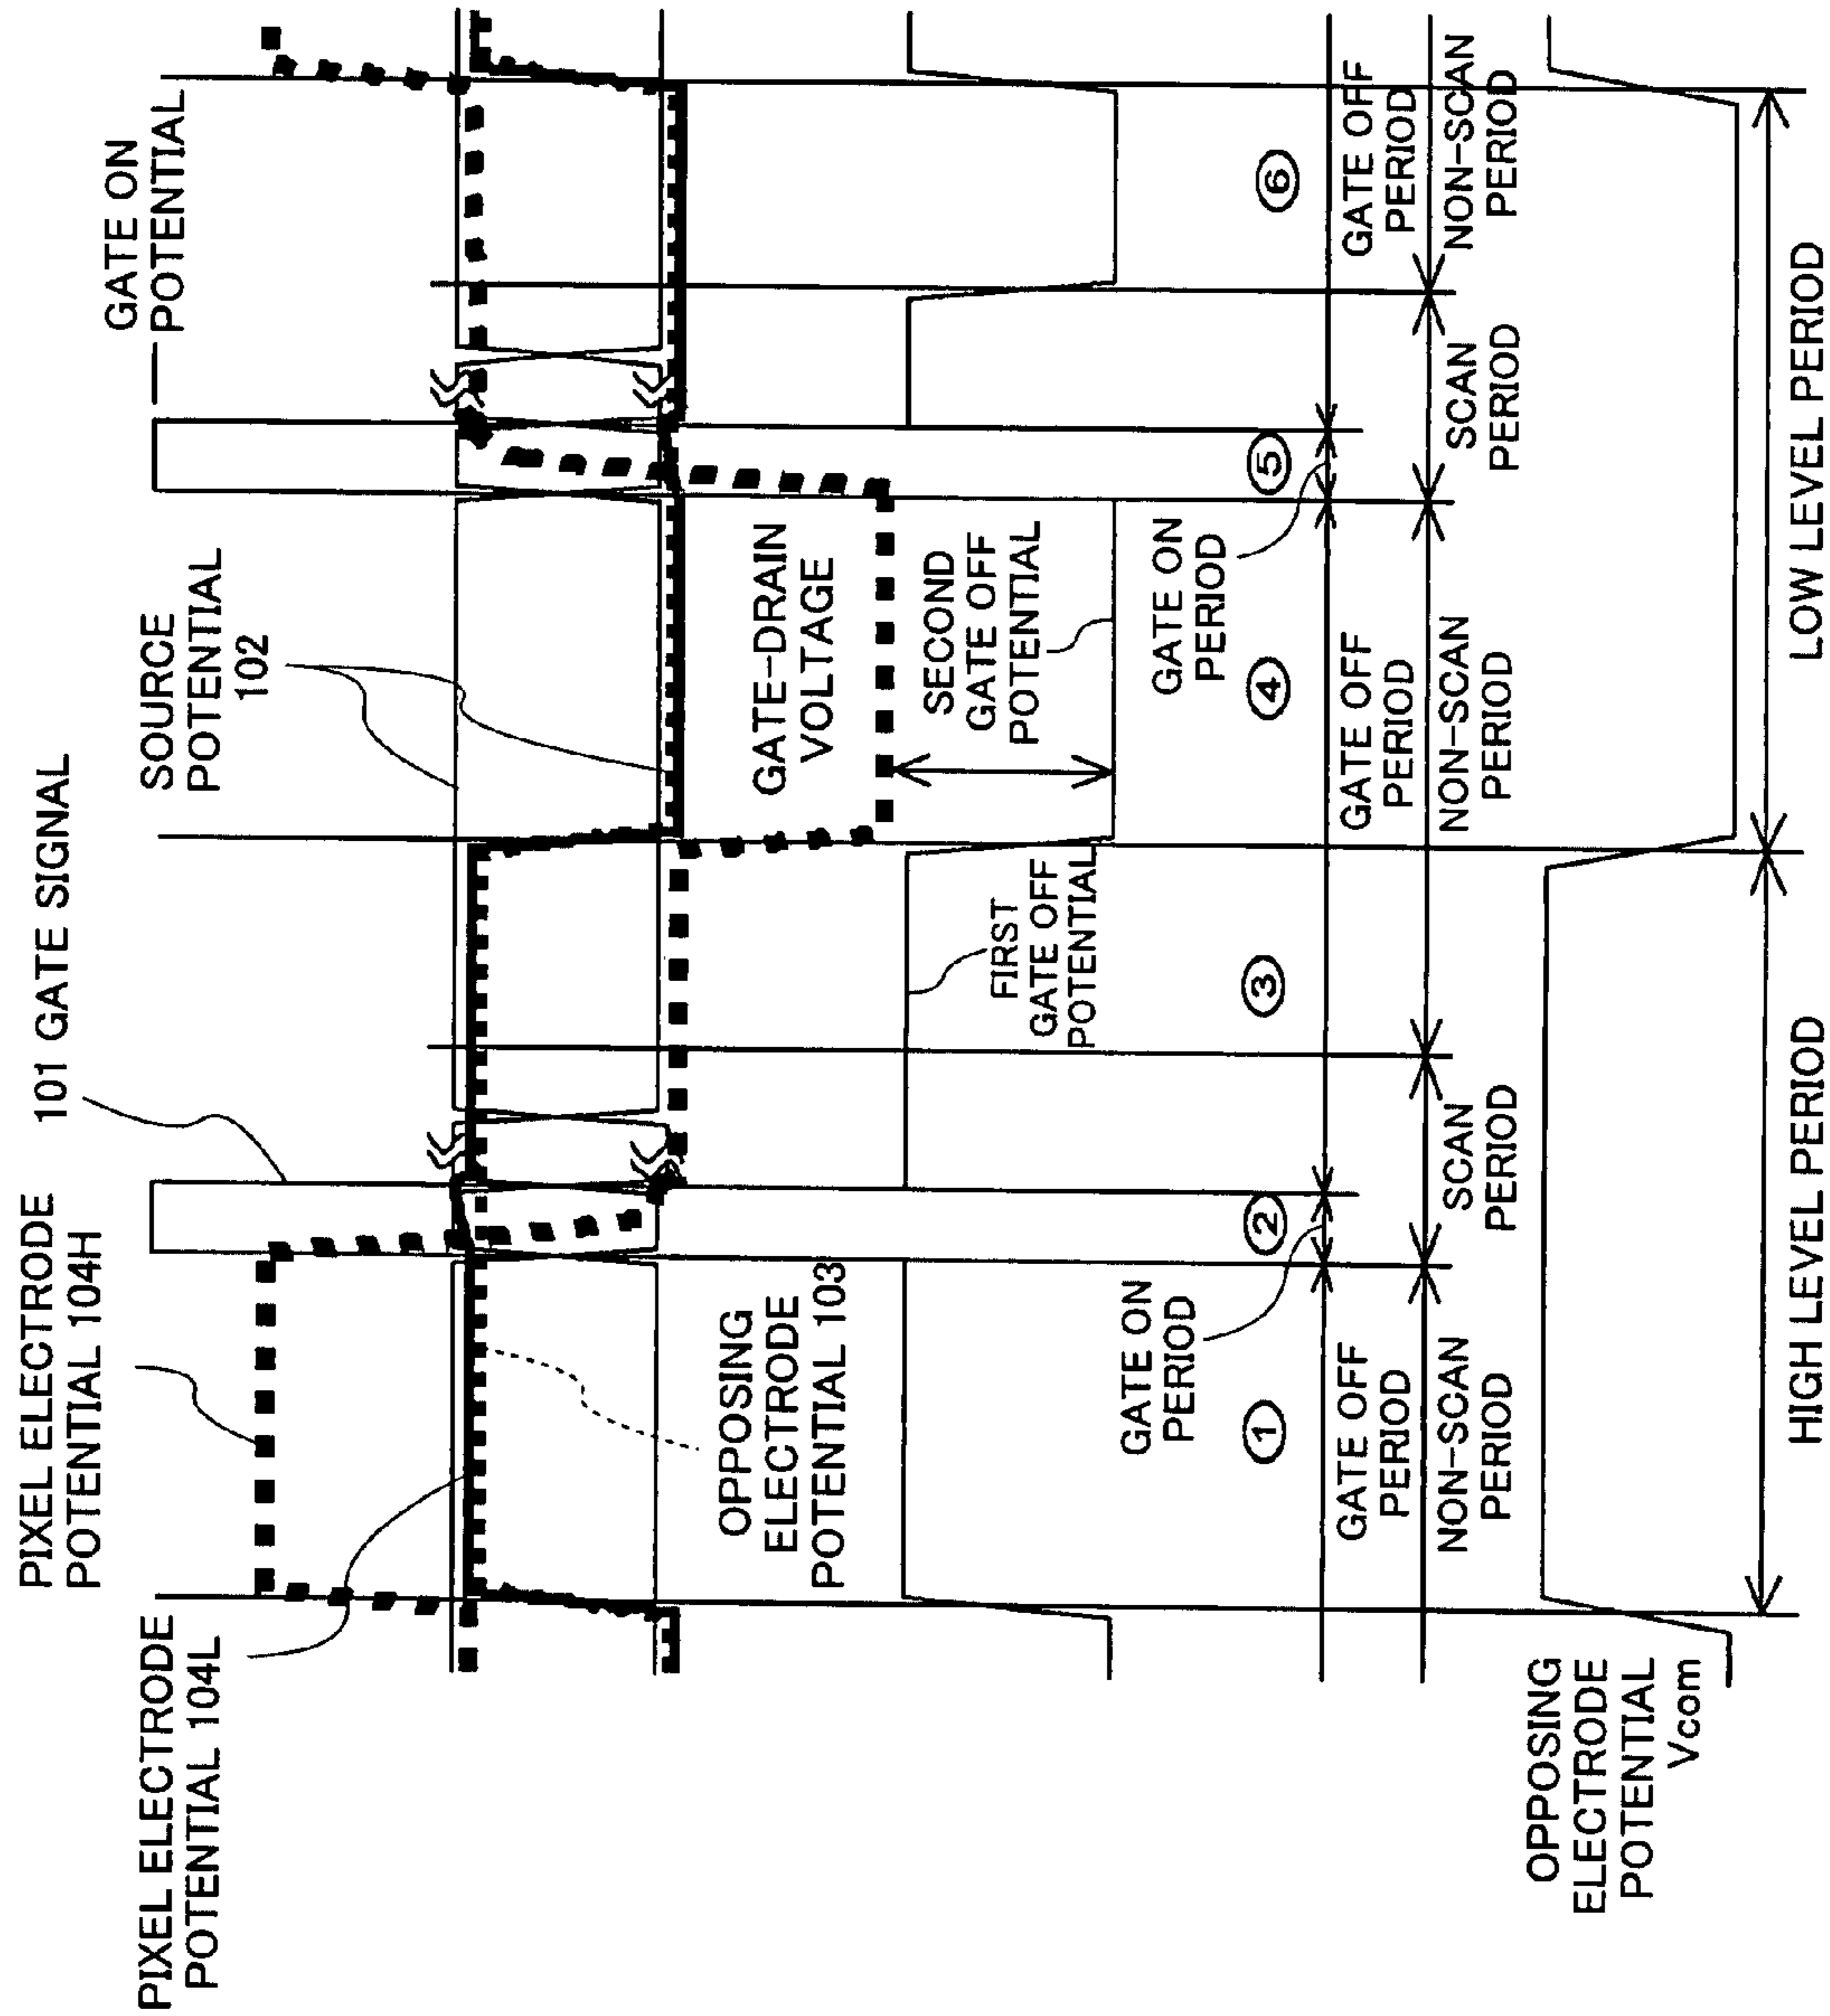 PIXEL ELECTRODE
POTENTIAL 104L
PIXEL ELECTRODE
POTENTIAL 104H
101 GATE SIGNAL
SOURCE
POTENTIAL
102
GATE ON
POTENTIAL
OPPOSING
ELECTRODE
POTENTIAL 103
GATE-DRAIN
VOLTAGE
FIRST
GATE OFF
POTENTIAL
SECOND
GATE OFF
POTENTIAL
GATE ON
PERIOD
GATE ON
PERIOD
①
②
③
④
⑤
⑥
GATE OFF
PERIOD
GATE OFF
PERIOD
GATE OFF
PERIOD
NON-SCAN
PERIOD
SCAN
PERIOD
NON-SCAN
PERIOD
SCAN
PERIOD
NON-SCAN
PERIOD
OPPOSING
ELECTRODE
POTENTIAL
Vcom
HIGH LEVEL PERIOD
LOW LEVEL PERIOD